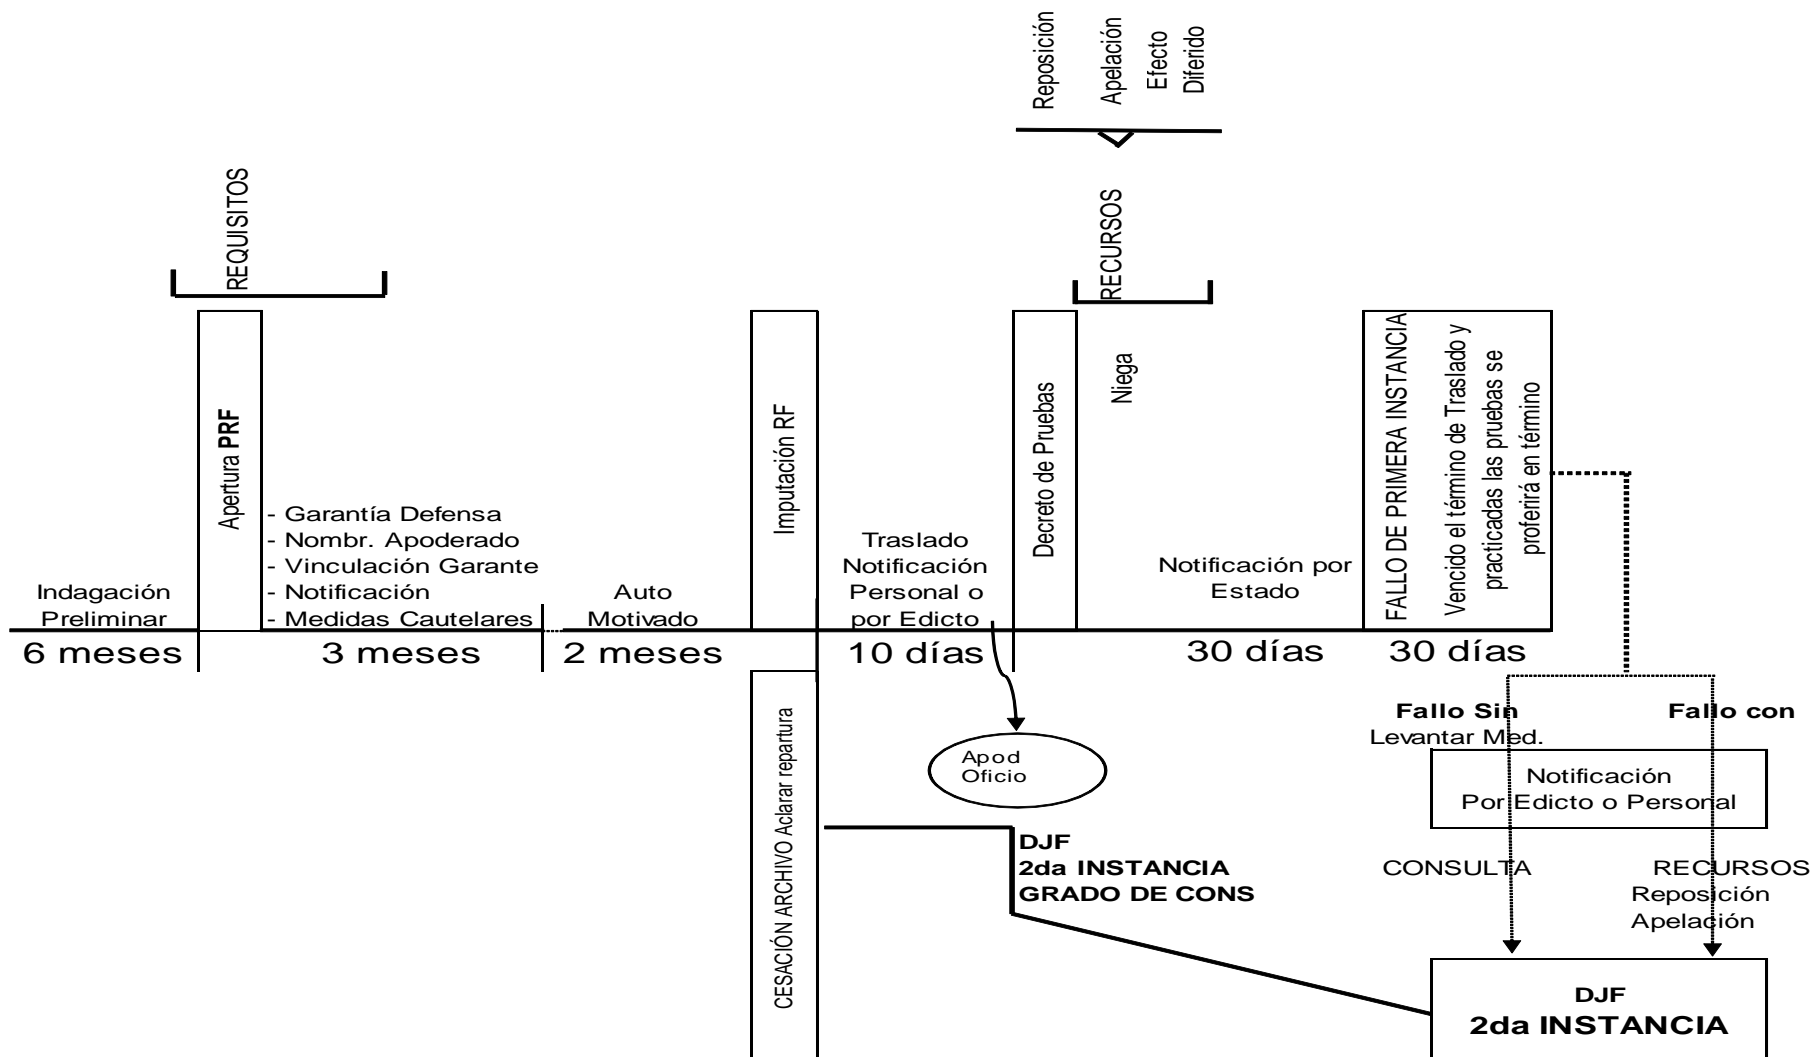 Reposición
Apelación
Efecto
Diferido
REQUISITOS
RECURSOS
Apertura PRF
- Garantía Defensa
- Nombr. Apoderado
- Vinculación Garante
- Notificación
- Medidas Cautelares
Imputación RF
Decreto de Pruebas
Niega
FALLO DE PRIMERA INSTANCIA
Vencido el término de Traslado y
practicadas las pruebas se
proferirá en término
Indagación
Preliminar
Auto
Motivado
Traslado
Notificación
Personal o
por Edicto
Notificación por
Estado
6 meses
3 meses
2 meses
10 días
30 días
30 días
CESACIÓN ARCHIVO Aclarar repartura
Apod
Oficio
Fallo Sin
Levantar Med.
Fallo con
Notificación
Por Edicto o Personal
DJF
2da INSTANCIA
GRADO DE CONS
CONSULTA
RECURSOS
Reposición
Apelación
DJF
2da INSTANCIA